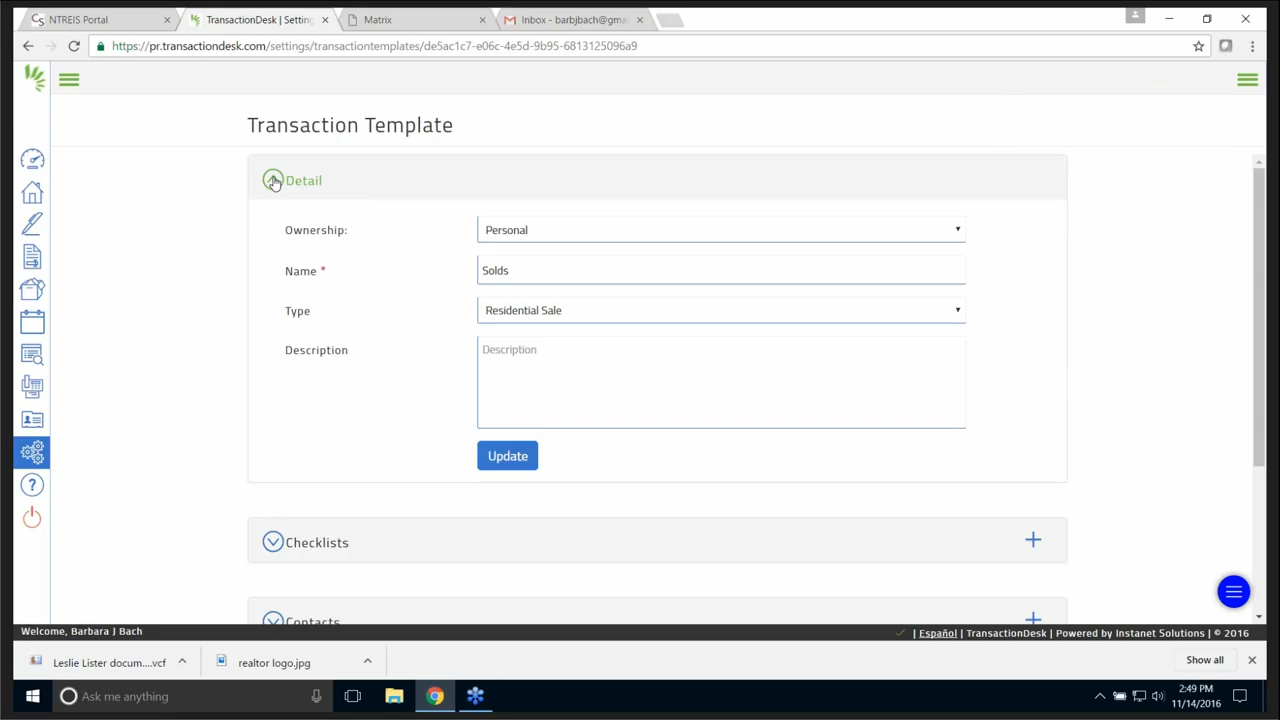 NTREIS Portal
TransactionDesk | Setting
Matrix
Inbox - barbjbach@gma
https://pr.transactiondesk.com/settings/transactiontemplates/de5ac1c7-e06c-4e5d-9b95-6813125096a9
Transaction Template
Detail
Ownership:
Personal
Name *
Solds
Type
Residential Sale
Description
Description
Update
Checklists
Contacts
Welcome, Barbara J Bach
| Español | TransactionDesk | Powered by Instanet Solutions | © 2016
Leslie Lister docum....vcf
realtor logo.jpg
Show all
Ask me anything
2:49 PM
11/14/2016